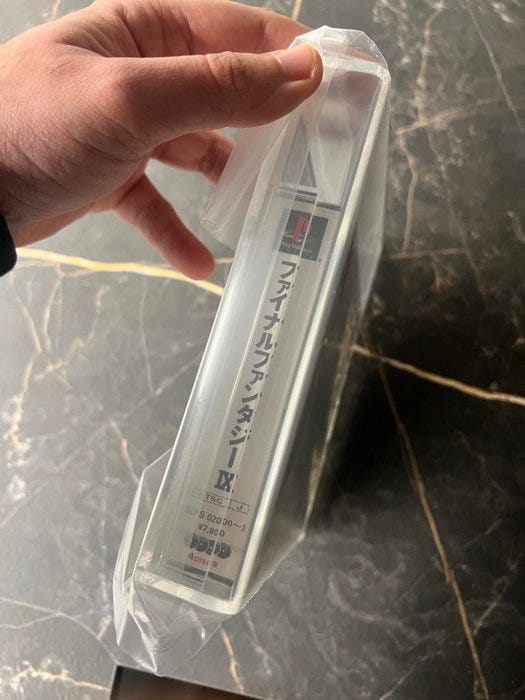 PlayStation
ファイナルファンタジーIX
NTSC J
SLPS 02000～3
¥7,800
4DISCS